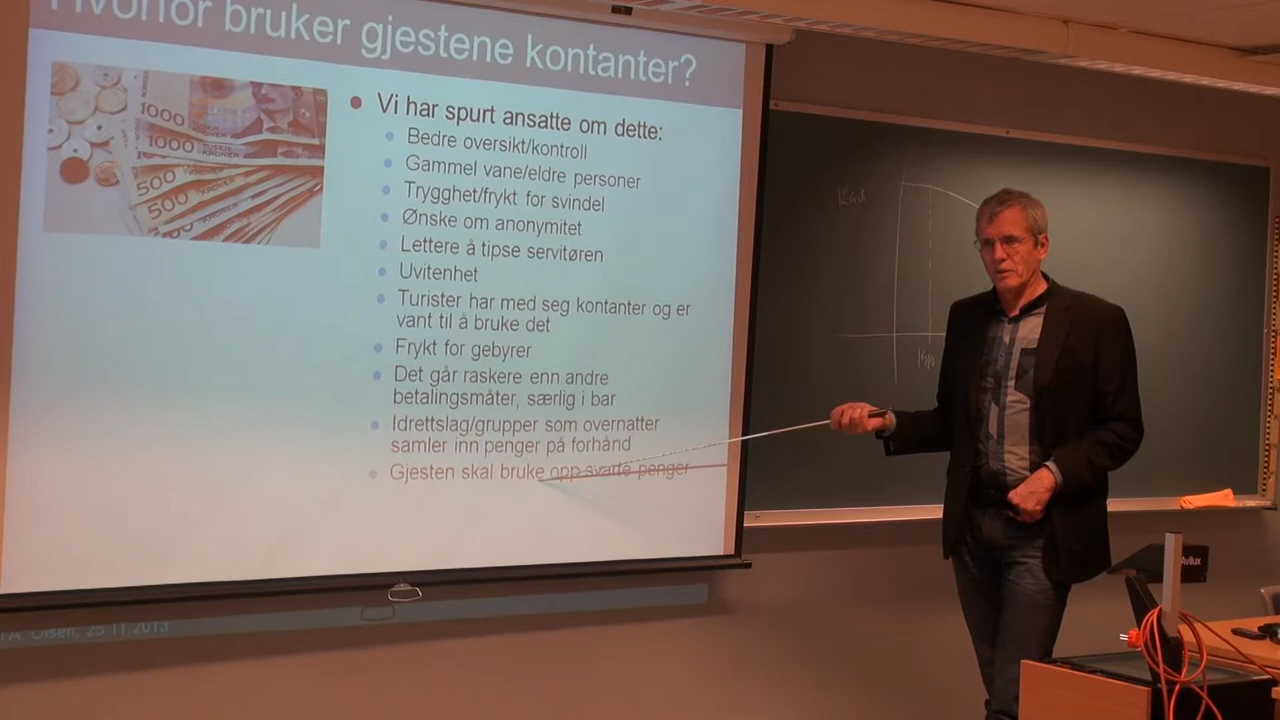 Hvorfor bruker gjestene kontanter?
Vi har spurt ansatte om dette:
Bedre oversikt/kontroll
Gammel vane/eldre personer
Trygghet/frykt for svindel
Ønske om anonymitet
Lettere å tipse servitøren
Uvitenhet
Turister har med seg kontanter og er
vant til å bruke det
Frykt for gebyrer
Det går raskere enn andre
betalingsmåter, særlig i bar
Idrettslag/grupper som overnatter
samler inn penger på forhånd
Gjesten skal bruke opp svarte penger
1000
1000
500
500
KRONER
Olsen, 25.11.2013
Avilux